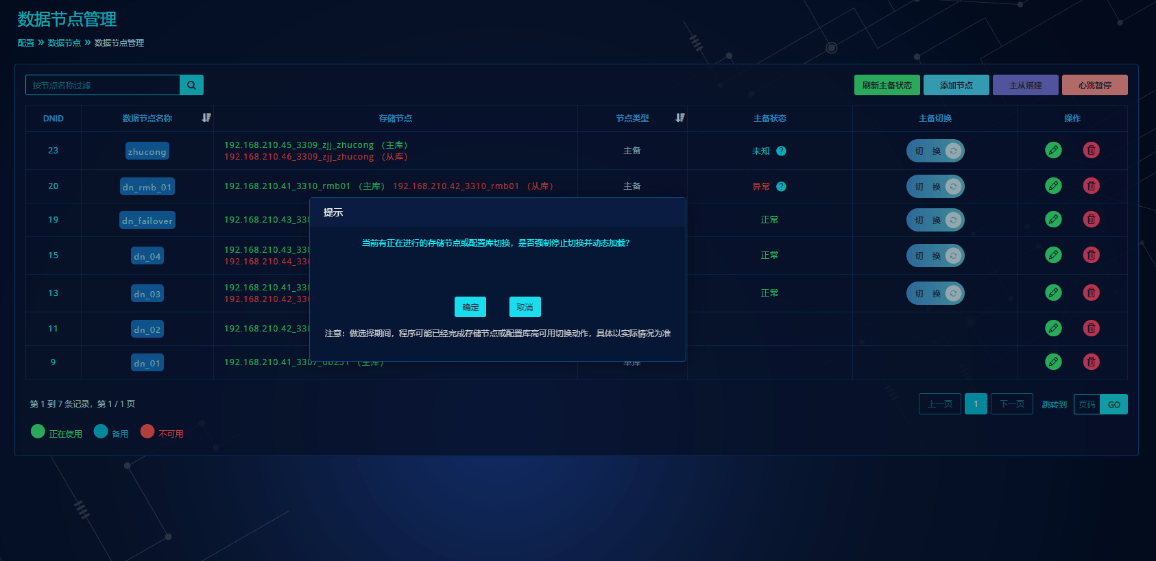 数据节点管理
配置 » 数据节点 » 数据节点管理
按节点名称过滤
刷新主备状态 添加节点 主从搭建 心跳暂停
DNID 数据节点名称 存储节点 节点类型 主备状态 主备切换 操作
23 zhucong 192.168.210.45_3309_zjj_zhucong （主库） 主备 未知 切 换
192.168.210.46_3309_zjj_zhucong （从库）
20 dn_rmb_01 192.168.210.41_3310_rmb01 （主库） 192.168.210.42_3310_rmb01 （从库） 主备 异常 切 换
19 dn_failover 192.168.210.43_3 正常 切 换
15 dn_04 192.168.210.43_33 正常 切 换
192.168.210.44_33
13 dn_03 192.168.210.41_33 正常 切 换
192.168.210.42_33
11 dn_02 192.168.210.42_33
9 dn_01 192.168.210.41_3307_db251 （主库） 单库
提示
当前有正在进行的存储节点或配置库切换，是否强制停止切换并动态加载?
确定 取消
注意：做选择期间，程序可能已经完成存储节点或配置库高可用切换动作，具体以实际情况为准
第 1 到 7 条记录，第 1 / 1 页
上一页 1 下一页 跳转到 页码 GO
正在使用 备用 不可用